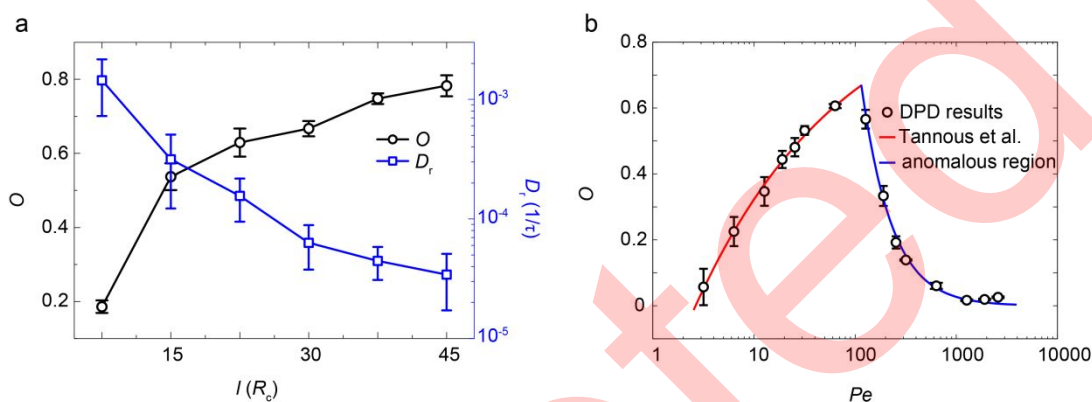 a
0.8
0.6
0.4
0.2
O
15
30
45
l (Rc)
10⁻³
10⁻⁴
10⁻⁵
Dr (1/τ)
O
Dr
b
0.8
0.6
0.4
0.2
0
O
1
10
100
1000
10000
Pe
DPD results
Tannous et al.
anomalous region